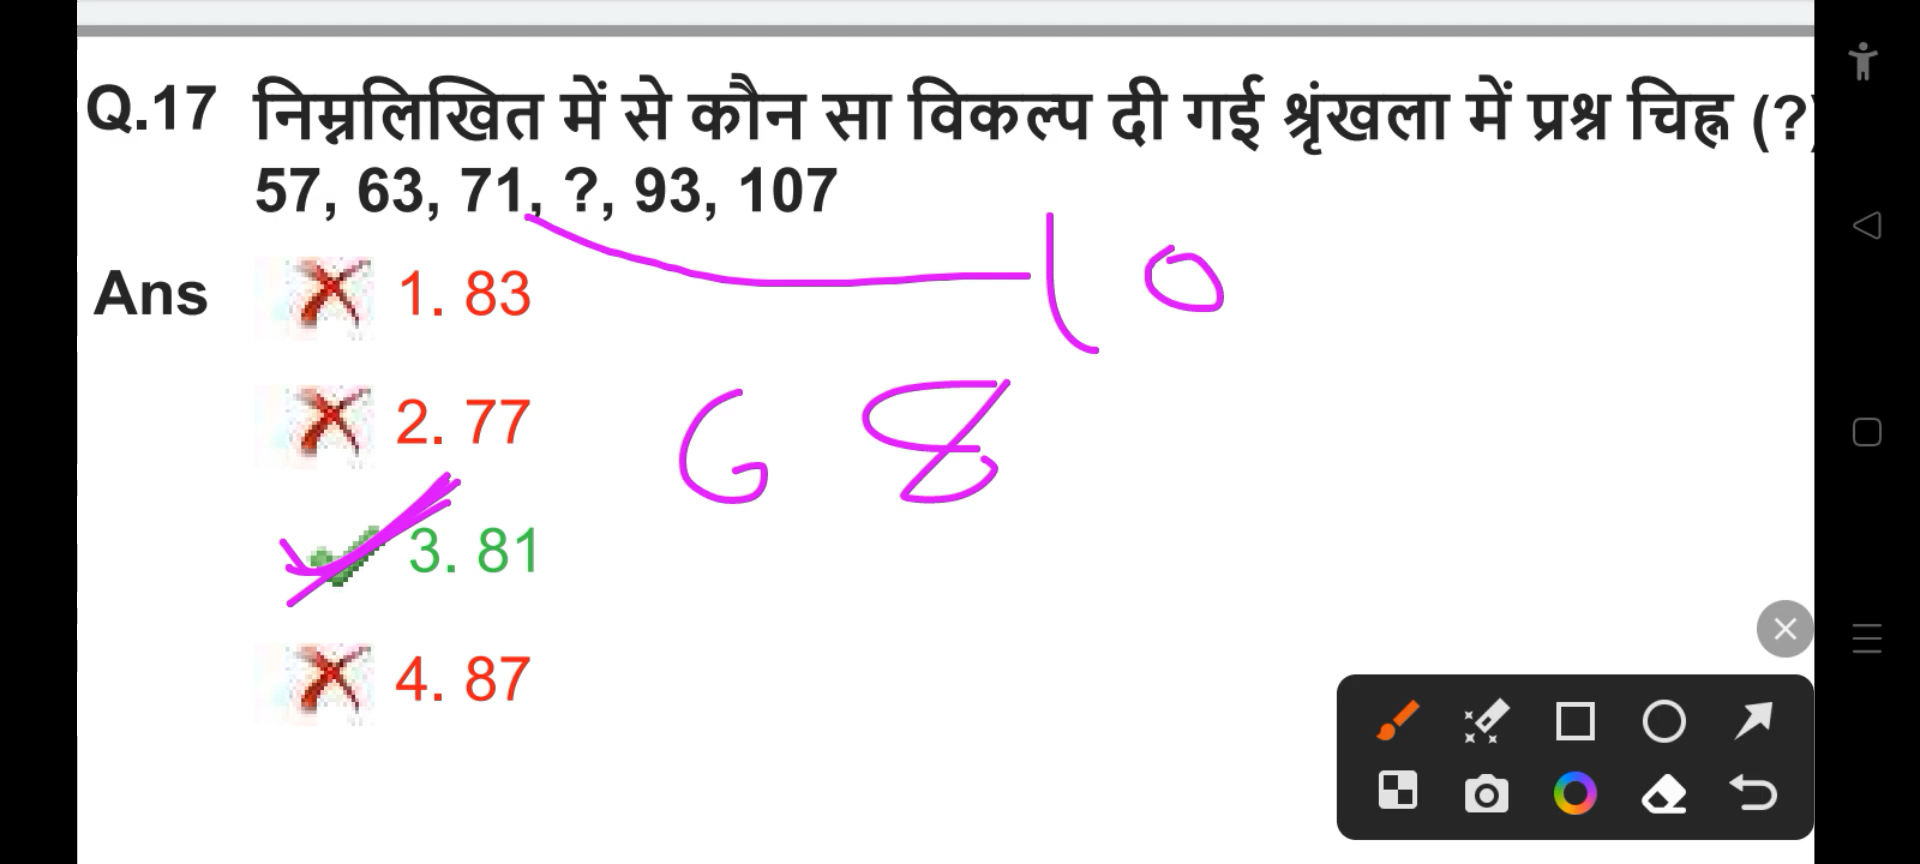 Q.17 निम्नलिखित में से कौन सा विकल्प दी गई श्रृंखला में प्रश्न चिह्न (?)
57, 63, 71, ?, 93, 107
10
Ans 1. 83
2. 77
6 8
3. 81
4. 87